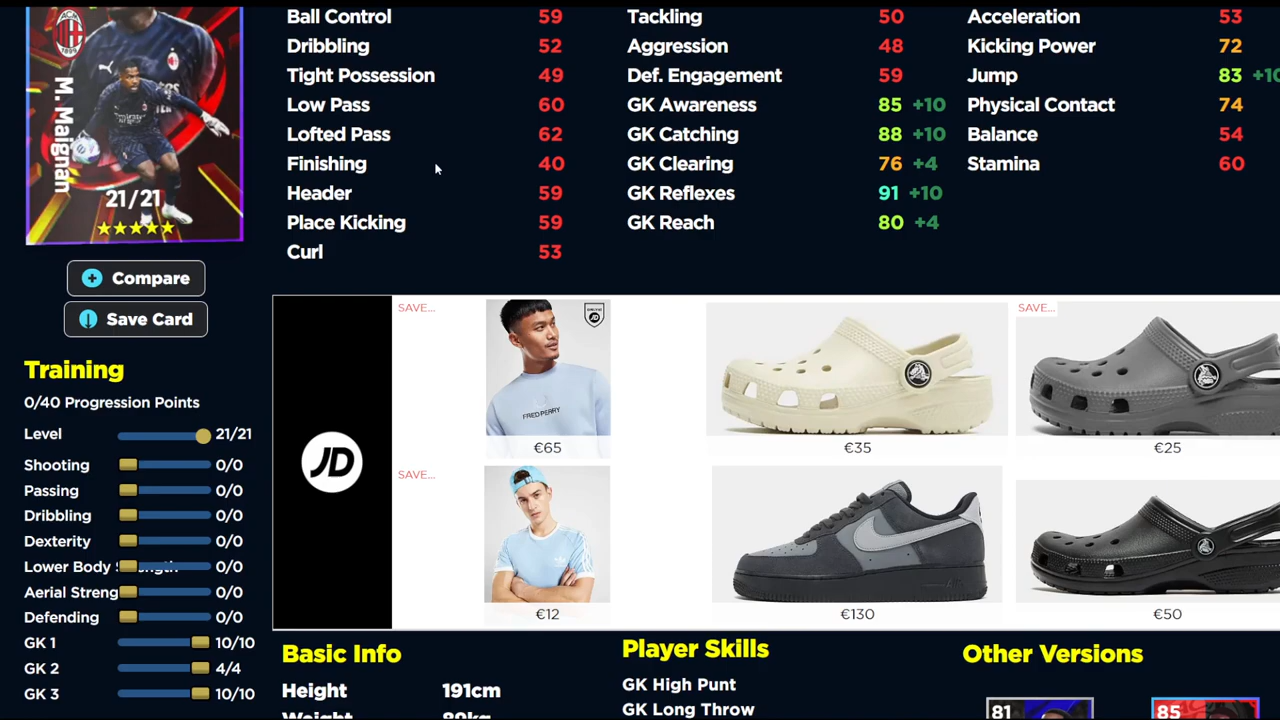 Ball Control 59
Tackling 50
Acceleration 53
Dribbling 52
Aggression 48
Kicking Power 72
Tight Possession 49
Def. Engagement 59
Jump 83 +10
Low Pass 60
GK Awareness 85 +10
Physical Contact 74
Lofted Pass 62
GK Catching 88 +10
Balance 54
Finishing 40
GK Clearing 76 +4
Stamina 60
Header 59
GK Reflexes 91 +10
Place Kicking 59
GK Reach 80 +4
Curl 53
M. Maignan
21/21
Compare
Save Card
Training
0/40 Progression Points
Level 21/21
Shooting 0/0
Passing 0/0
Dribbling 0/0
Dexterity 0/0
Lower Body Strength 0/0
Aerial Streng 0/0
Defending 0/0
GK 1 10/10
GK 2 4/4
GK 3 10/10
JD
SAVE...
FRED PERRY
€65
€35
SAVE...
€25
SAVE...
€12
€130
€50
Basic Info
Height 191cm
Player Skills
GK High Punt
GK Long Throw
Other Versions
81
85